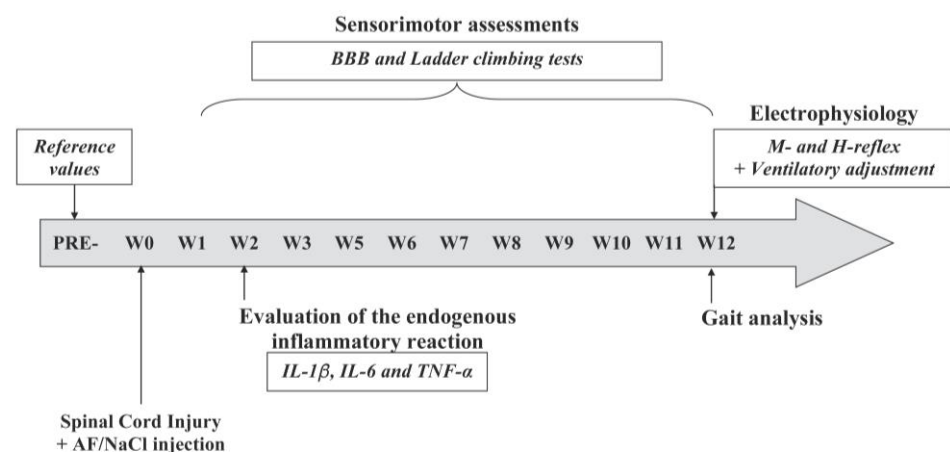 Sensorimotor assessments
BBB and Ladder climbing tests
Electrophysiology
Reference
values
M- and H-reflex
+ Ventilatory adjustment
PRE- W0 W1 W2 W3 W5 W6 W7 W8 W9 W10 W11 W12
Evaluation of the endogenous
inflammatory reaction
IL-1β, IL-6 and TNF-α
Gait analysis
Spinal Cord Injury
+ AF/NaCl injection